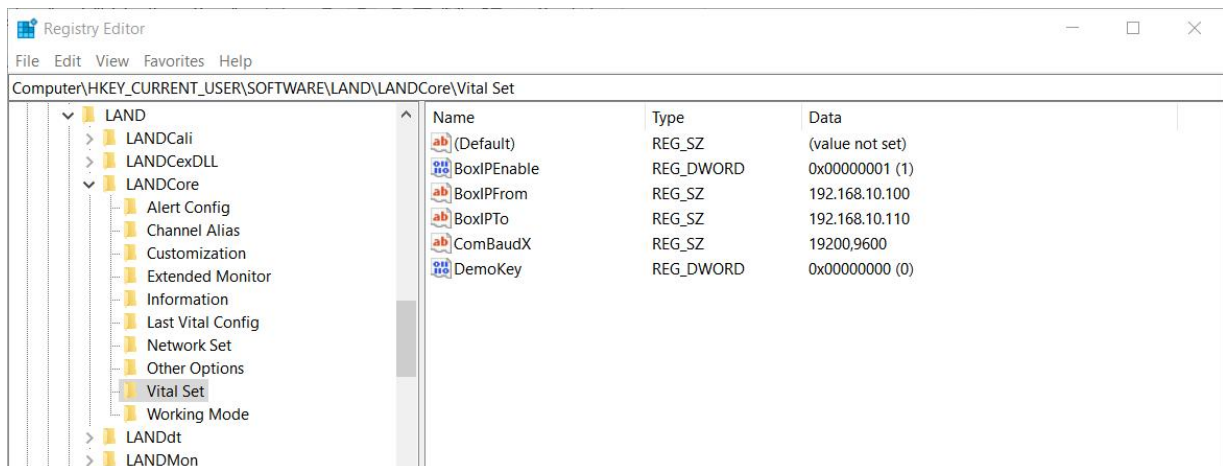 Registry Editor
File Edit View Favorites Help
Computer\HKEY_CURRENT_USER\SOFTWARE\LAND\LANDCore\Vital Set
LAND
LANDCali
LANDCexDLL
LANDCore
Alert Config
Channel Alias
Customization
Extended Monitor
Information
Last Vital Config
Network Set
Other Options
Vital Set
Working Mode
LANDdt
LANDMon
Name Type Data
(Default) REG_SZ (value not set)
BoxIPEnable REG_DWORD 0x00000001 (1)
BoxIPFrom REG_SZ 192.168.10.100
BoxIPTo REG_SZ 192.168.10.110
ComBaudX REG_SZ 19200,9600
DemoKey REG_DWORD 0x00000000 (0)